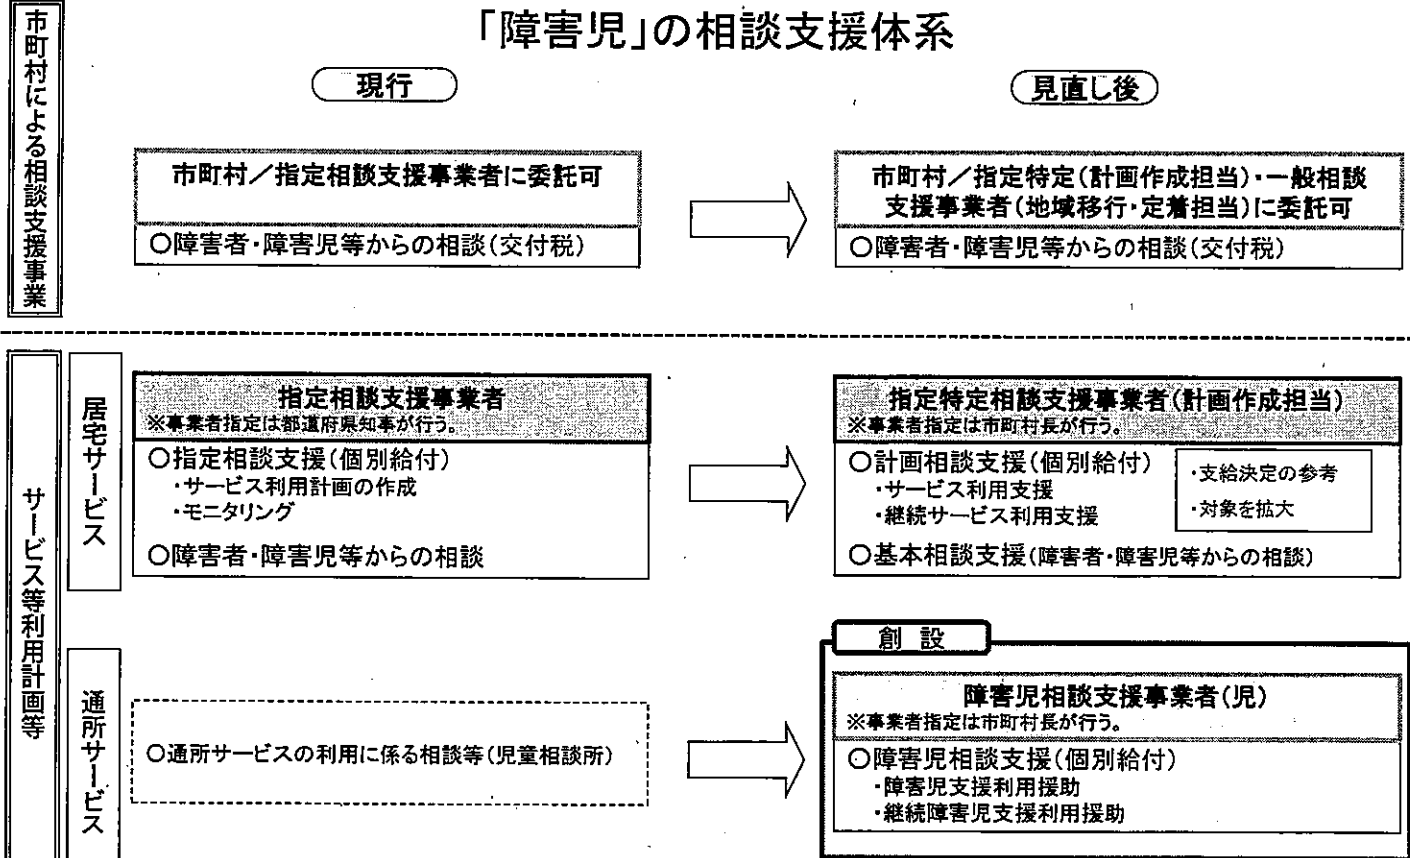 「障害児」の相談支援体系
市町村による相談支援事業
現行
見直し後
市町村／指定相談支援事業者に委託可
○障害者・障害児等からの相談(交付税)
市町村／指定特定(計画作成担当)・一般相談
支援事業者(地域移行・定着担当)に委託可
○障害者・障害児等からの相談(交付税)
サービス等利用計画等
居宅サービス
指定相談支援事業者
※事業者指定は都道府県知事が行う。
○指定相談支援(個別給付)
・サービス利用計画の作成
・モニタリング
○障害者・障害児等からの相談
指定特定相談支援事業者(計画作成担当)
※事業者指定は市町村長が行う。
○計画相談支援(個別給付)
・サービス利用支援
・継続サービス利用支援
・支給決定の参考
・対象を拡大
○基本相談支援(障害者・障害児等からの相談)
通所サービス
○通所サービスの利用に係る相談等(児童相談所)
創設
障害児相談支援事業者(児)
※事業者指定は市町村長が行う。
○障害児相談支援(個別給付)
・障害児支援利用援助
・継続障害児支援利用援助